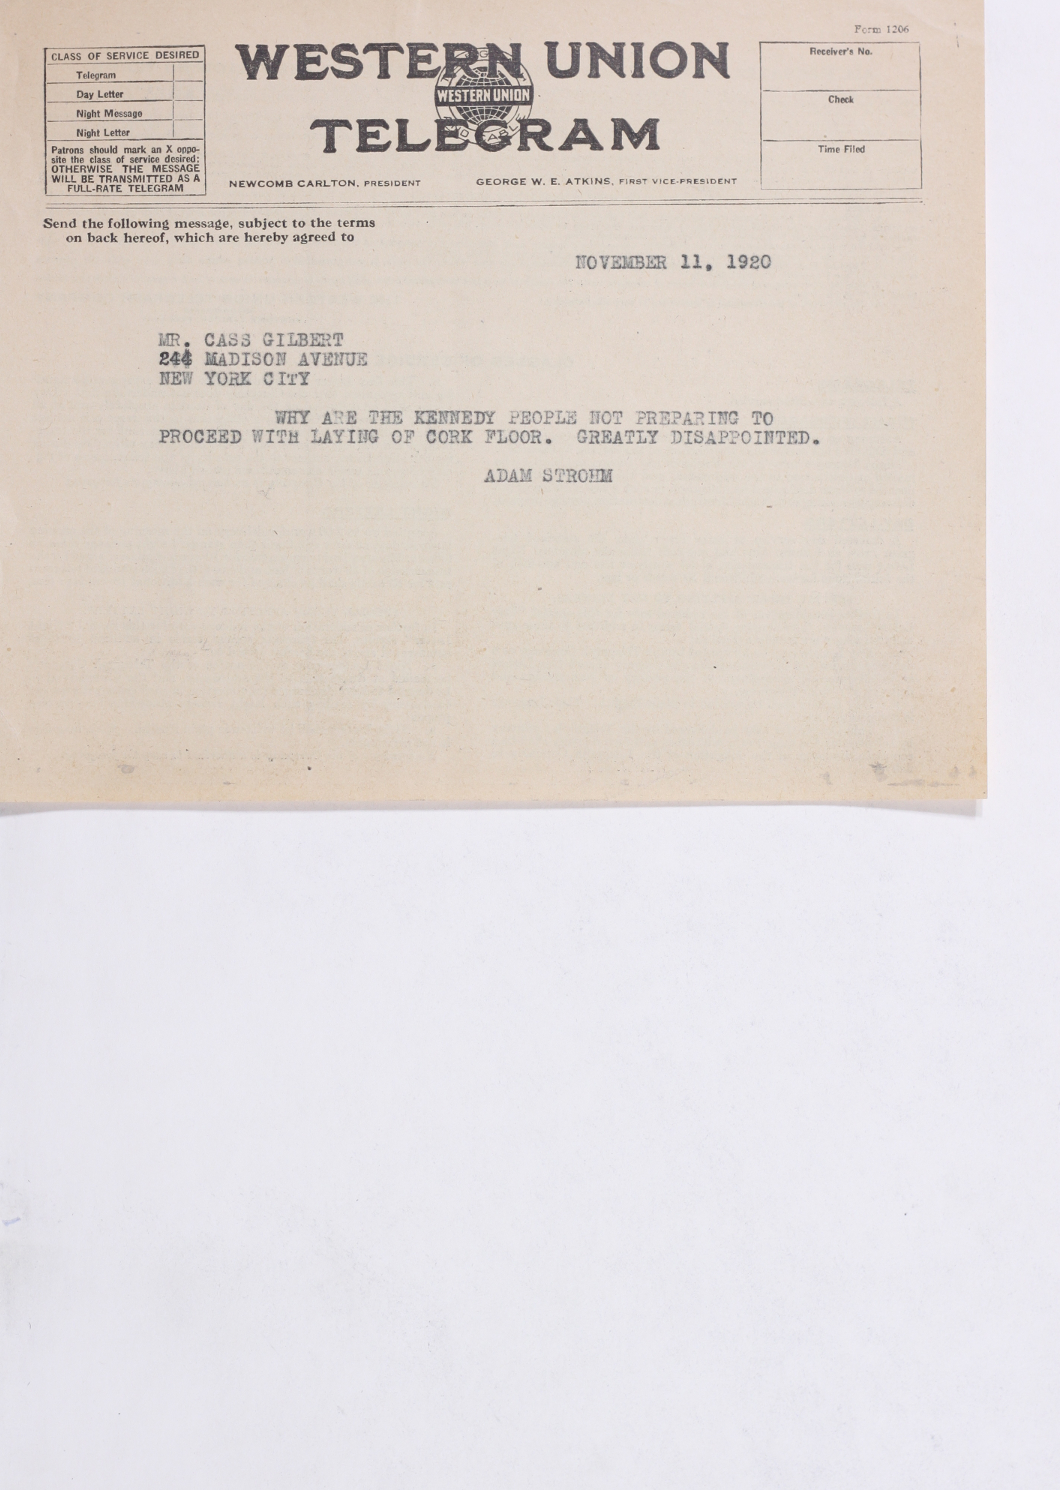 Form 1206
CLASS OF SERVICE DESIRED
Telegram
Day Letter
Night Message
Night Letter
Patrons should mark an X oppo-
site the class of service desired:
OTHERWISE THE MESSAGE
WILL BE TRANSMITTED AS A
FULL-RATE TELEGRAM
WESTERN UNION
WESTERN UNION
TELEGRAM
NEWCOMB CARLTON, PRESIDENT
GEORGE W. E. ATKINS, FIRST VICE-PRESIDENT
Receiver's No.
Check
Time Filed
Send the following message, subject to the terms
on back hereof, which are hereby agreed to
NOVEMBER 11, 1920
MR. CASS GILBERT
244 MADISON AVENUE
NEW YORK CITY
WHY ARE THE KENNEDY PEOPLE NOT PREPARING TO
PROCEED WITH LAYING OF CORK FLOOR. GREATLY DISAPPOINTED.
ADAM STROHM